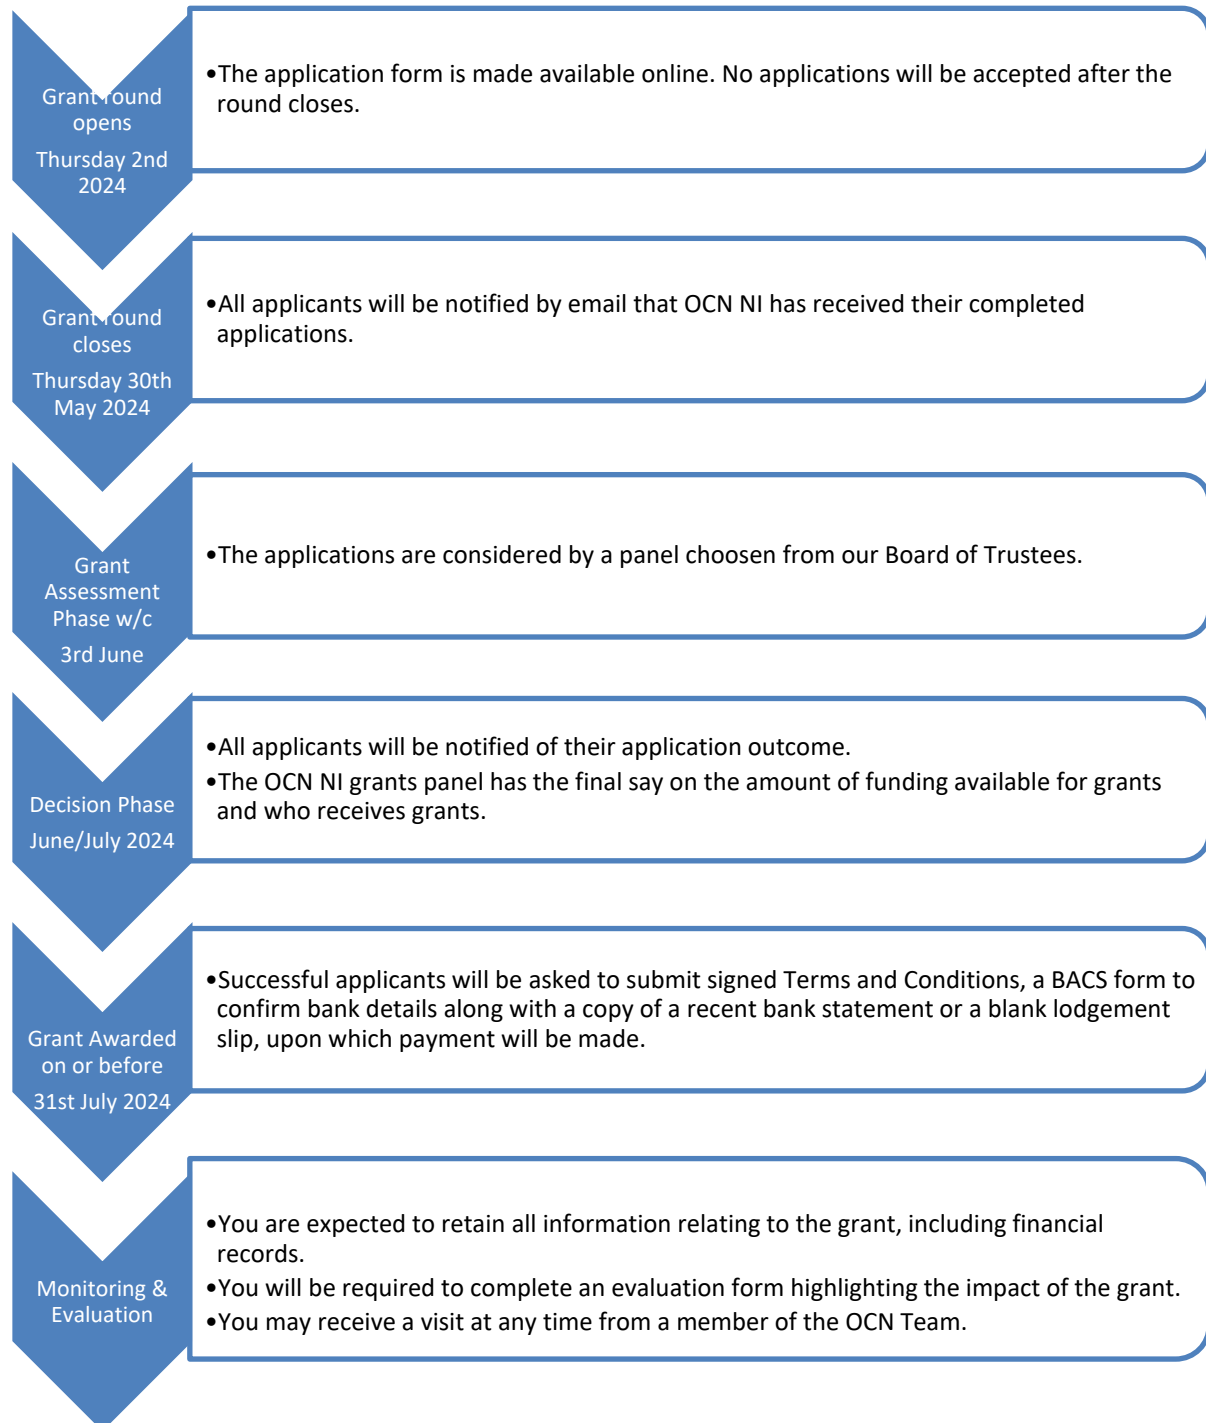 Grant round
opens
Thursday 2nd
2024
•The application form is made available online. No applications will be accepted after the
round closes.
Grant round
closes
Thursday 30th
May 2024
•All applicants will be notified by email that OCN NI has received their completed
applications.
Grant
Assessment
Phase w/c
3rd June
•The applications are considered by a panel choosen from our Board of Trustees.
Decision Phase
June/July 2024
•All applicants will be notified of their application outcome.
•The OCN NI grants panel has the final say on the amount of funding available for grants
and who receives grants.
Grant Awarded
on or before
31st July 2024
•Successful applicants will be asked to submit signed Terms and Conditions, a BACS form to
confirm bank details along with a copy of a recent bank statement or a blank lodgement
slip, upon which payment will be made.
Monitoring &
Evaluation
•You are expected to retain all information relating to the grant, including financial
records.
•You will be required to complete an evaluation form highlighting the impact of the grant.
•You may receive a visit at any time from a member of the OCN Team.